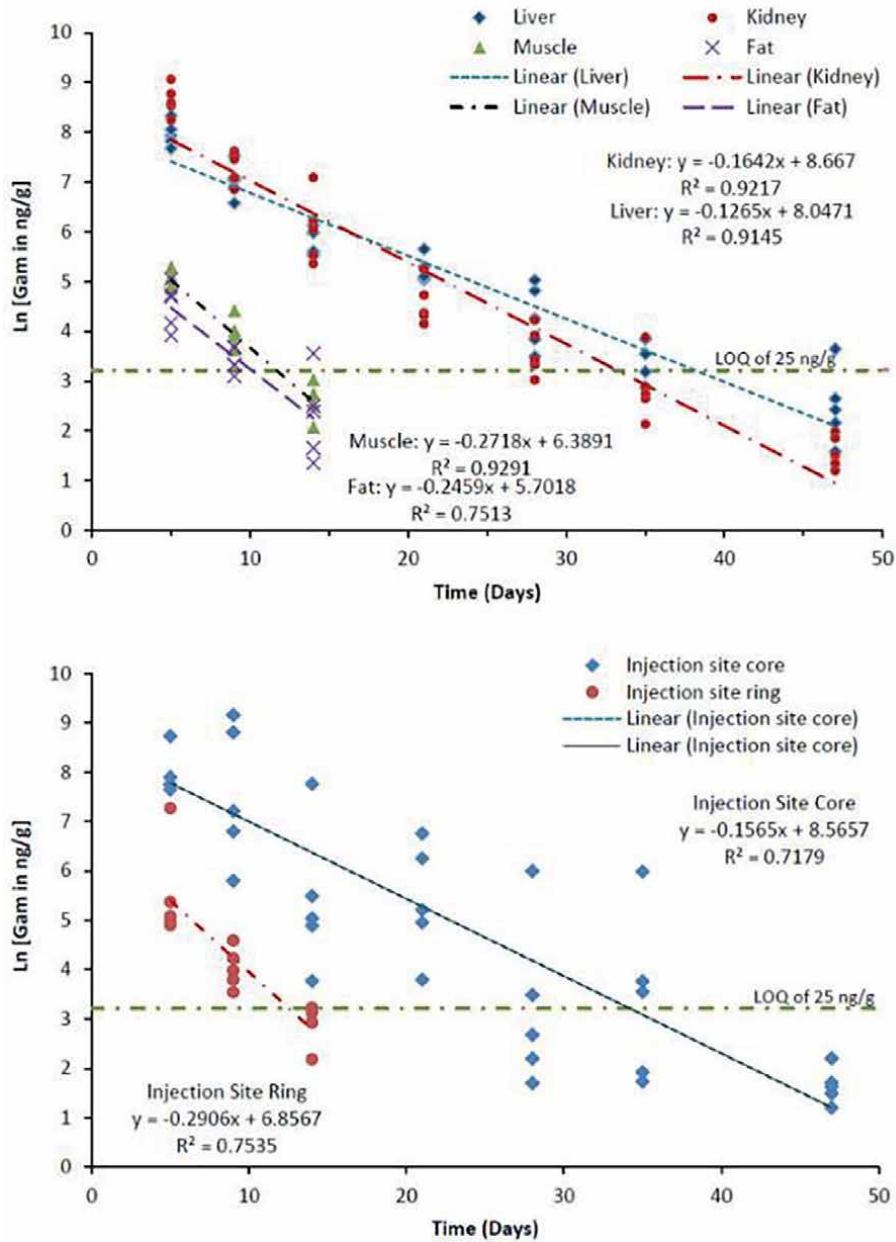 Liver
Kidney
Muscle
Fat
Linear (Liver)
Linear (Kidney)
Linear (Muscle)
Linear (Fat)
10
9
8
7
6
5
4
3
2
1
0
Ln [Gam in ng/g]
Kidney: y = -0.1642x + 8.667
R² = 0.9217
Liver: y = -0.1265x + 8.0471
R² = 0.9145
LOQ of 25 ng/g
Muscle: y = -0.2718x + 6.3891
R² = 0.9291
Fat: y = -0.2459x + 5.7018
R² = 0.7513
0 10 20 30 40 50
Time (Days)
Injection site core
Injection site ring
Linear (Injection site core)
Linear (Injection site core)
10
9
8
7
6
5
4
3
2
1
0
Ln [Gam in ng/g]
Injection Site Core
y = -0.1565x + 8.5657
R² = 0.7179
LOQ of 25 ng/g
Injection Site Ring
y = -0.2906x + 6.8567
R² = 0.7535
0 10 20 30 40 50
Time (Days)